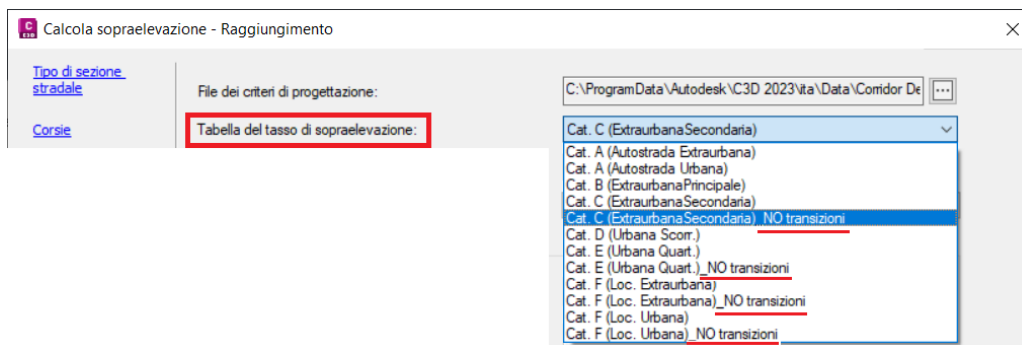 Calcola sopraelevazione - Raggiungimento
Tipo di sezione
stradale
File dei criteri di progettazione:
C:\ProgramData\Autodesk\C3D 2023\ita\Data\Corridor De
...
Corsie
Tabella del tasso di sopraelevazione:
Cat. C (ExtraurbanaSecondaria)
Cat. A (Autostrada Extraurbana)
Cat. A (Autostrada Urbana)
Cat. B (ExtraurbanaPrincipale)
Cat. C (ExtraurbanaSecondaria)
Cat. C (ExtraurbanaSecondaria)_NO transizioni
Cat. D (Urbana Scorr.)
Cat. E (Urbana Quart.)
Cat. E (Urbana Quart.)_NO transizioni
Cat. F (Loc. Extraurbana)
Cat. F (Loc. Extraurbana)_NO transizioni
Cat. F (Loc. Urbana)
Cat. F (Loc. Urbana)_NO transizioni